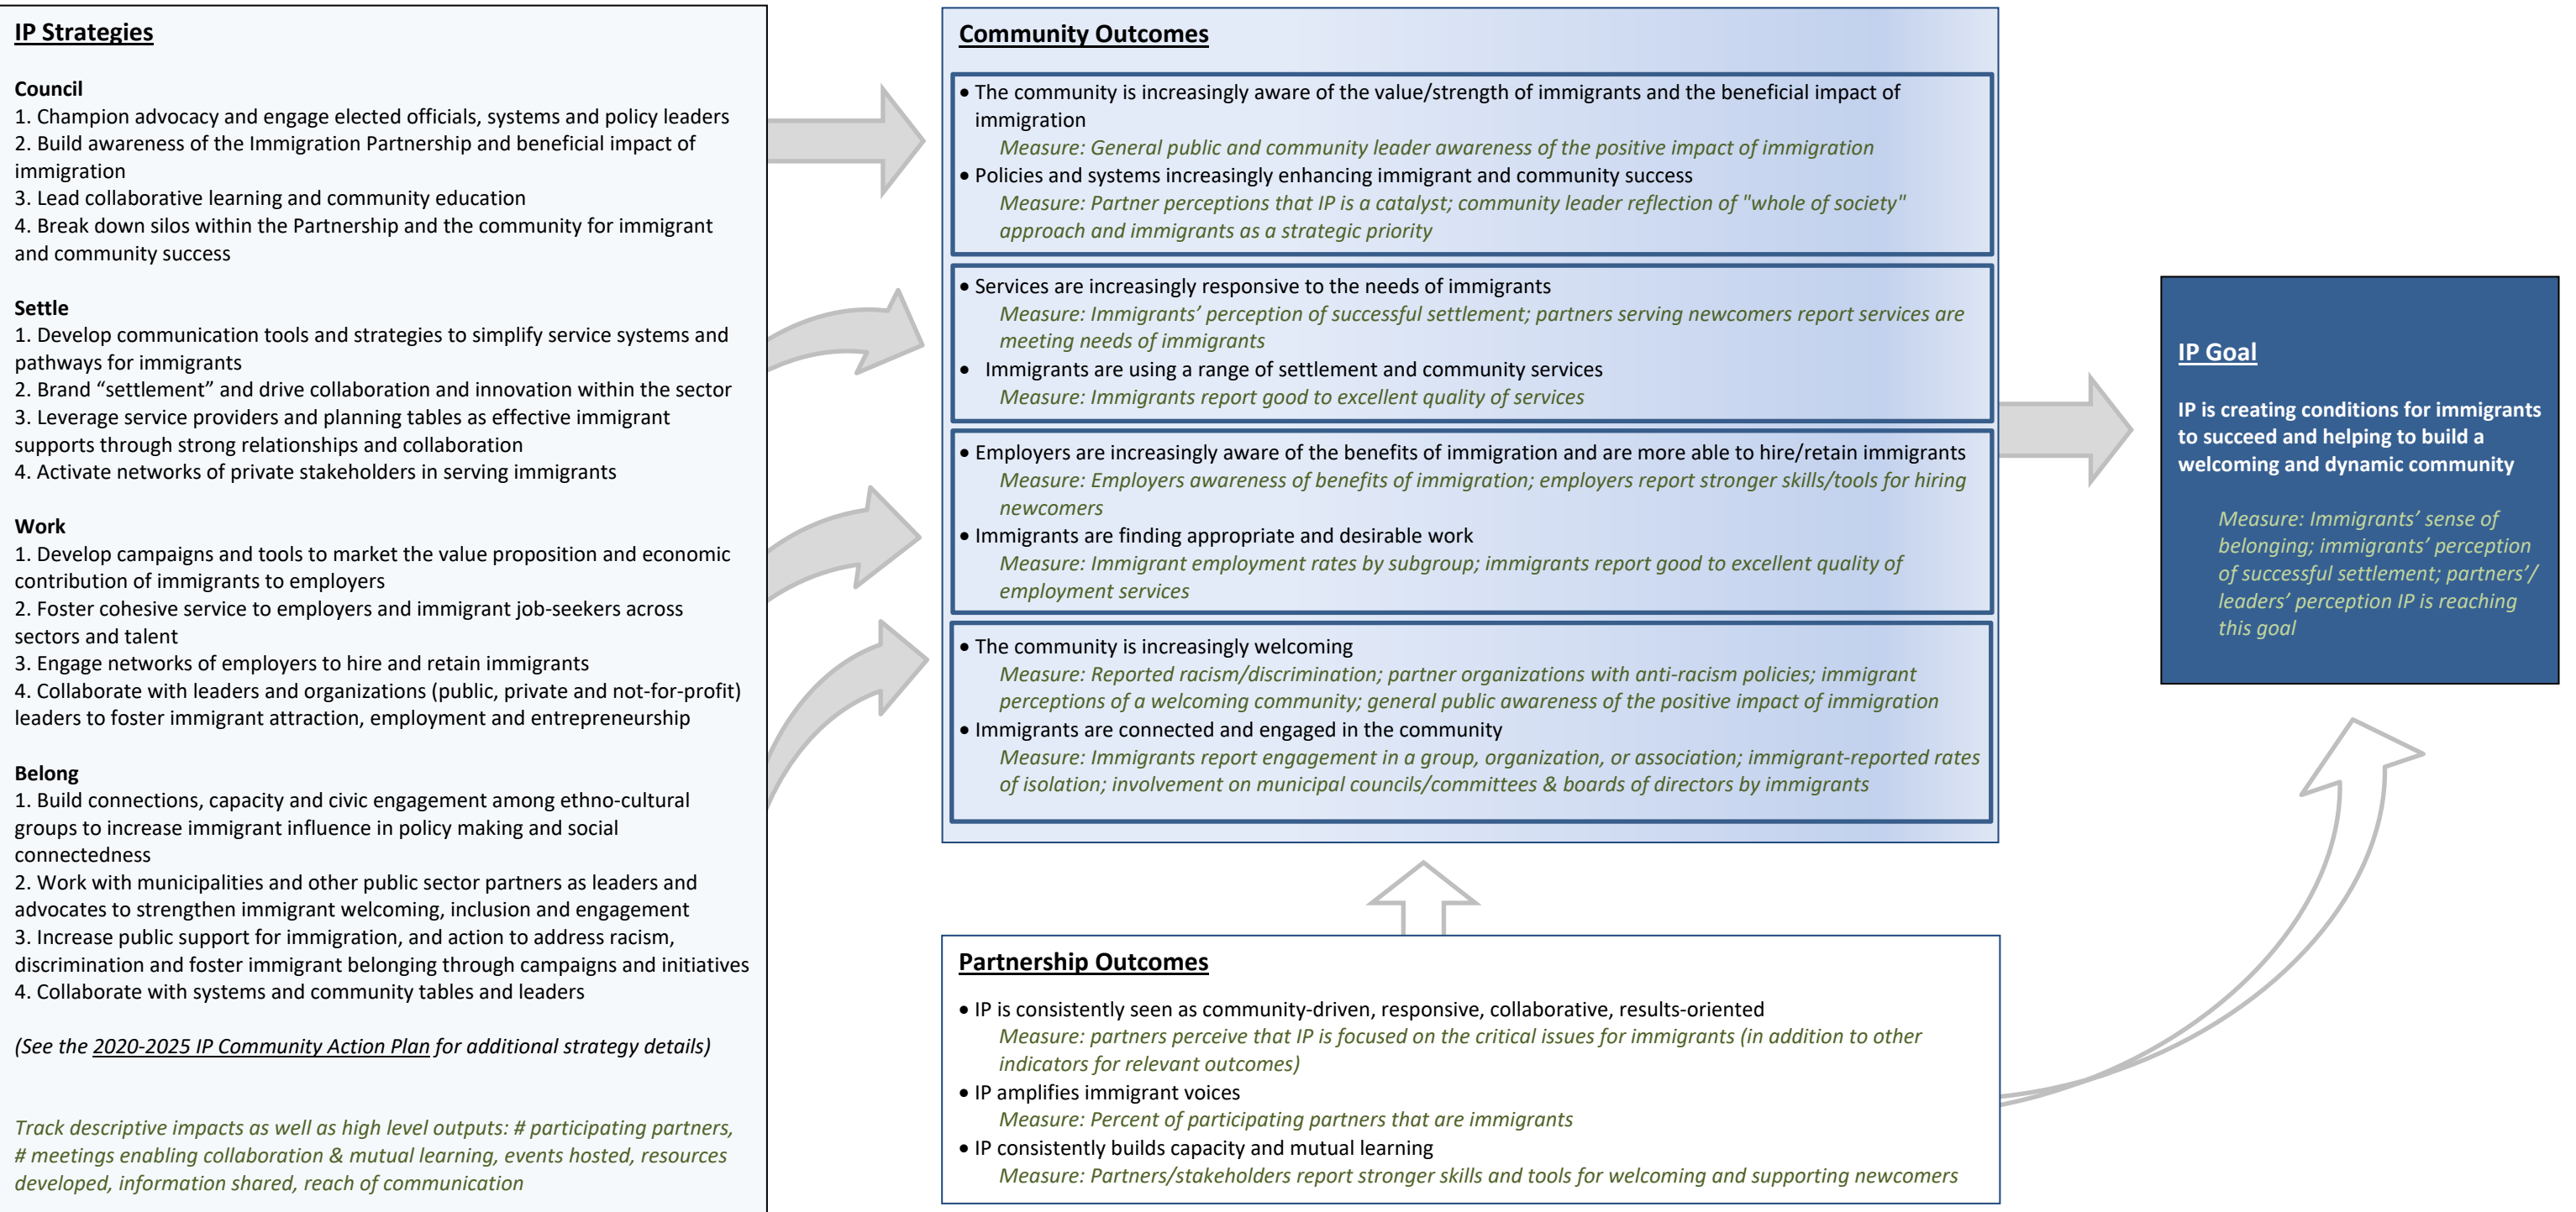 IP Strategies
Council
1. Champion advocacy and engage elected officials, systems and policy leaders
2. Build awareness of the Immigration Partnership and beneficial impact of
immigration
3. Lead collaborative learning and community education
4. Break down silos within the Partnership and the community for immigrant
and community success
Settle
1. Develop communication tools and strategies to simplify service systems and
pathways for immigrants
2. Brand “settlement” and drive collaboration and innovation within the sector
3. Leverage service providers and planning tables as effective immigrant
supports through strong relationships and collaboration
4. Activate networks of private stakeholders in serving immigrants
Work
1. Develop campaigns and tools to market the value proposition and economic
contribution of immigrants to employers
2. Foster cohesive service to employers and immigrant job-seekers across
sectors and talent
3. Engage networks of employers to hire and retain immigrants
4. Collaborate with leaders and organizations (public, private and not-for-profit)
leaders to foster immigrant attraction, employment and entrepreneurship
Belong
1. Build connections, capacity and civic engagement among ethno-cultural
groups to increase immigrant influence in policy making and social
connectedness
2. Work with municipalities and other public sector partners as leaders and
advocates to strengthen immigrant welcoming, inclusion and engagement
3. Increase public support for immigration, and action to address racism,
discrimination and foster immigrant belonging through campaigns and initiatives
4. Collaborate with systems and community tables and leaders
(See the 2020-2025 IP Community Action Plan for additional strategy details)
Track descriptive impacts as well as high level outputs: # participating partners,
# meetings enabling collaboration & mutual learning, events hosted, resources
developed, information shared, reach of communication
Community Outcomes
• The community is increasingly aware of the value/strength of immigrants and the beneficial impact of
immigration
Measure: General public and community leader awareness of the positive impact of immigration
• Policies and systems increasingly enhancing immigrant and community success
Measure: Partner perceptions that IP is a catalyst; community leader reflection of "whole of society"
approach and immigrants as a strategic priority
• Services are increasingly responsive to the needs of immigrants
Measure: Immigrants’ perception of successful settlement; partners serving newcomers report services are
meeting needs of immigrants
• Immigrants are using a range of settlement and community services
Measure: Immigrants report good to excellent quality of services
• Employers are increasingly aware of the benefits of immigration and are more able to hire/retain immigrants
Measure: Employers awareness of benefits of immigration; employers report stronger skills/tools for hiring
newcomers
• Immigrants are finding appropriate and desirable work
Measure: Immigrant employment rates by subgroup; immigrants report good to excellent quality of
employment services
• The community is increasingly welcoming
Measure: Reported racism/discrimination; partner organizations with anti-racism policies; immigrant
perceptions of a welcoming community; general public awareness of the positive impact of immigration
• Immigrants are connected and engaged in the community
Measure: Immigrants report engagement in a group, organization, or association; immigrant-reported rates
of isolation; involvement on municipal councils/committees & boards of directors by immigrants
Partnership Outcomes
• IP is consistently seen as community-driven, responsive, collaborative, results-oriented
Measure: partners perceive that IP is focused on the critical issues for immigrants (in addition to other
indicators for relevant outcomes)
• IP amplifies immigrant voices
Measure: Percent of participating partners that are immigrants
• IP consistently builds capacity and mutual learning
Measure: Partners/stakeholders report stronger skills and tools for welcoming and supporting newcomers
IP Goal
IP is creating conditions for immigrants
to succeed and helping to build a
welcoming and dynamic community
Measure: Immigrants’ sense of
belonging; immigrants’ perception
of successful settlement; partners’/
leaders’ perception IP is reaching
this goal